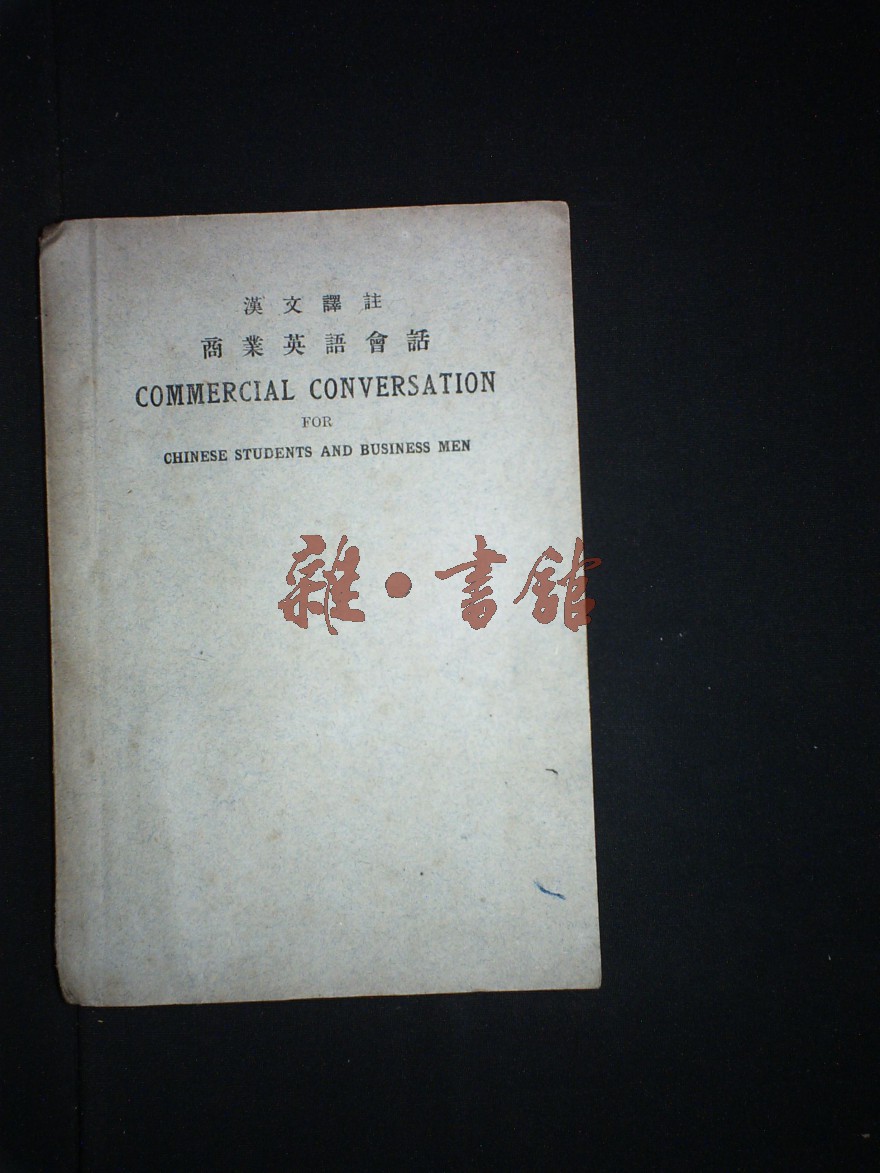 漢文譯註
商業英語會話
COMMERCIAL CONVERSATION
FOR
CHINESE STUDENTS AND BUSINESS MEN
雜·書館